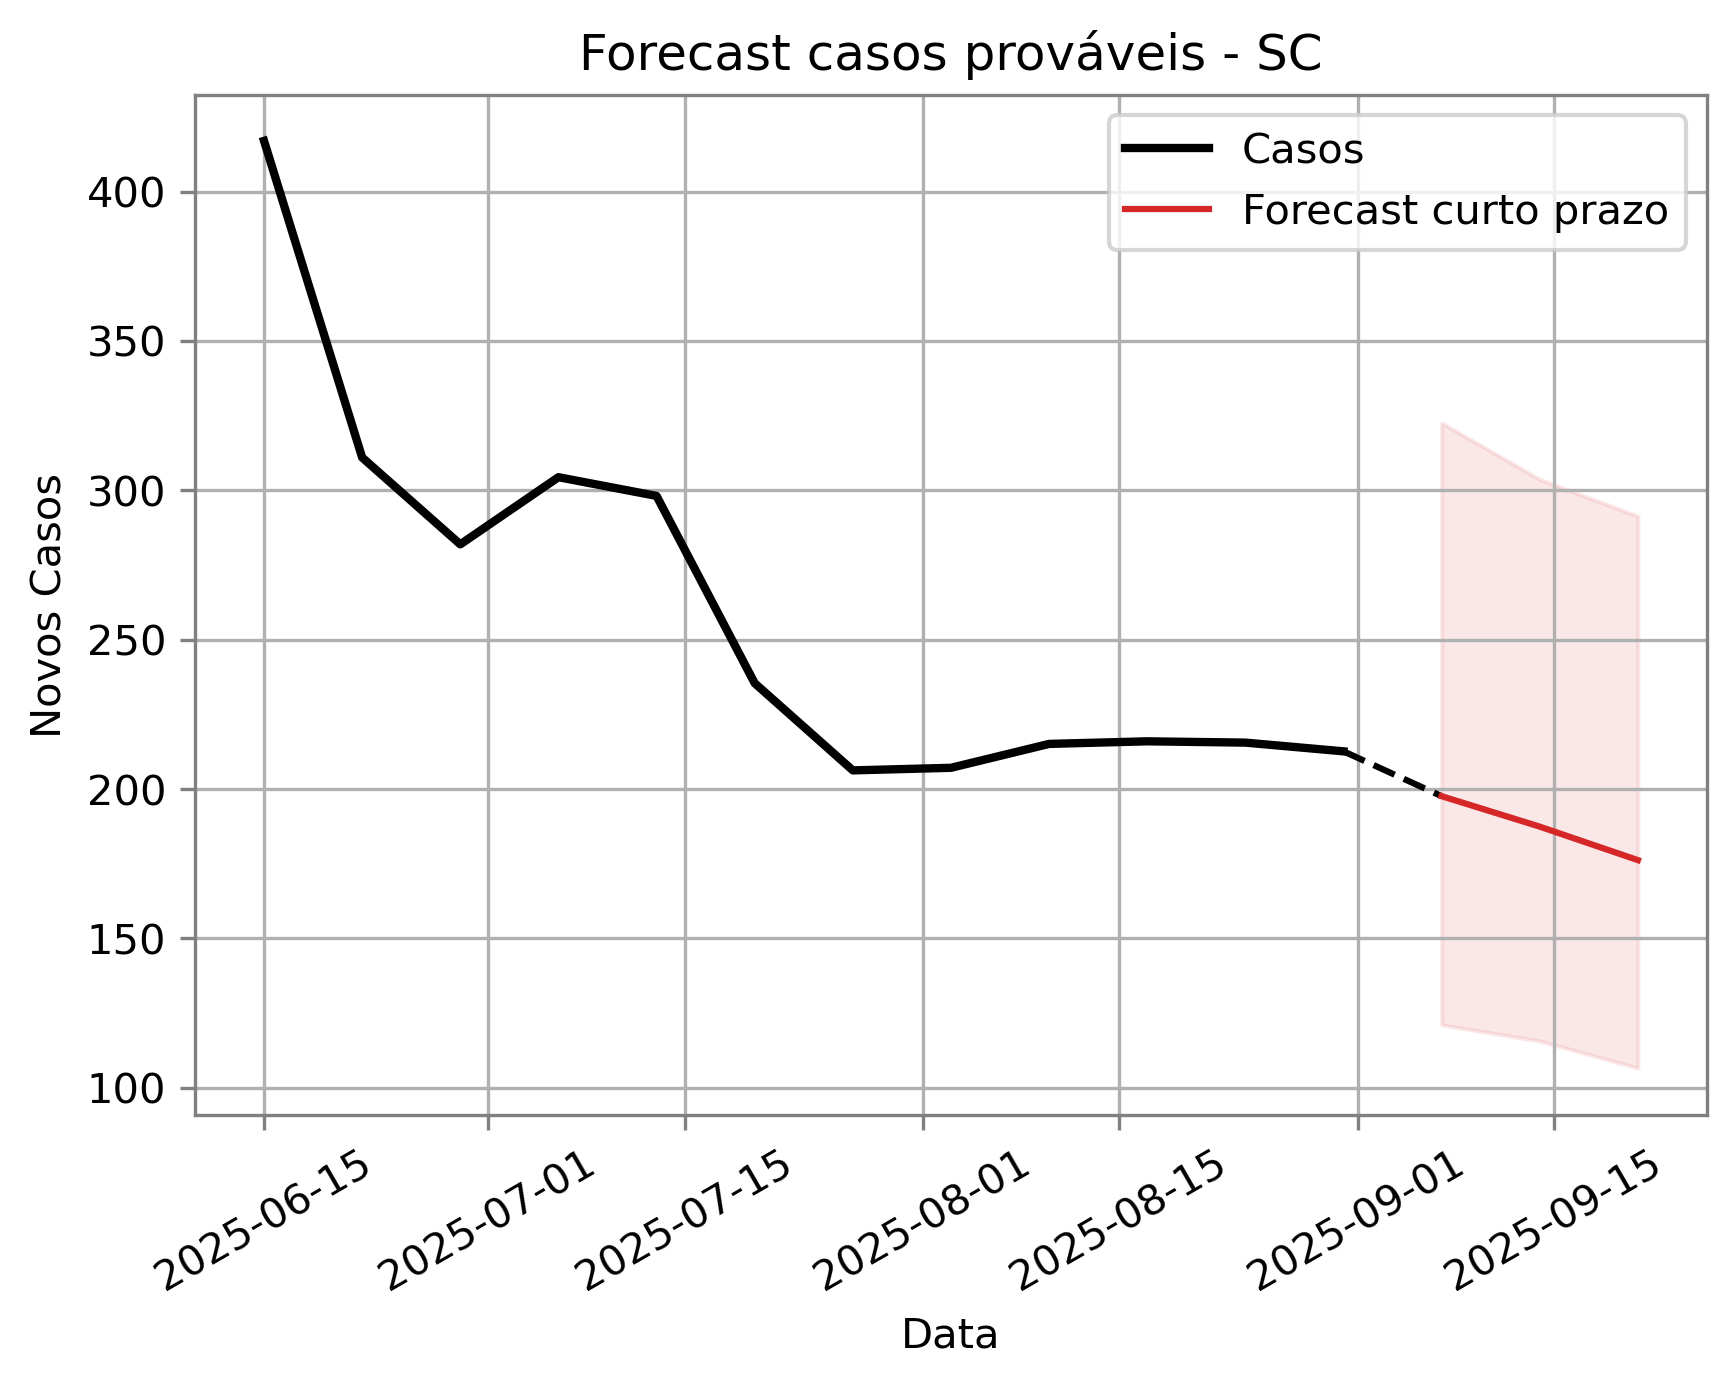 Forecast casos prováveis - SC
Casos
Forecast curto prazo
Novos Casos
400
350
300
250
200
150
100
2025-06-15
2025-07-01
2025-07-15
2025-08-01
2025-08-15
2025-09-01
2025-09-15
Data